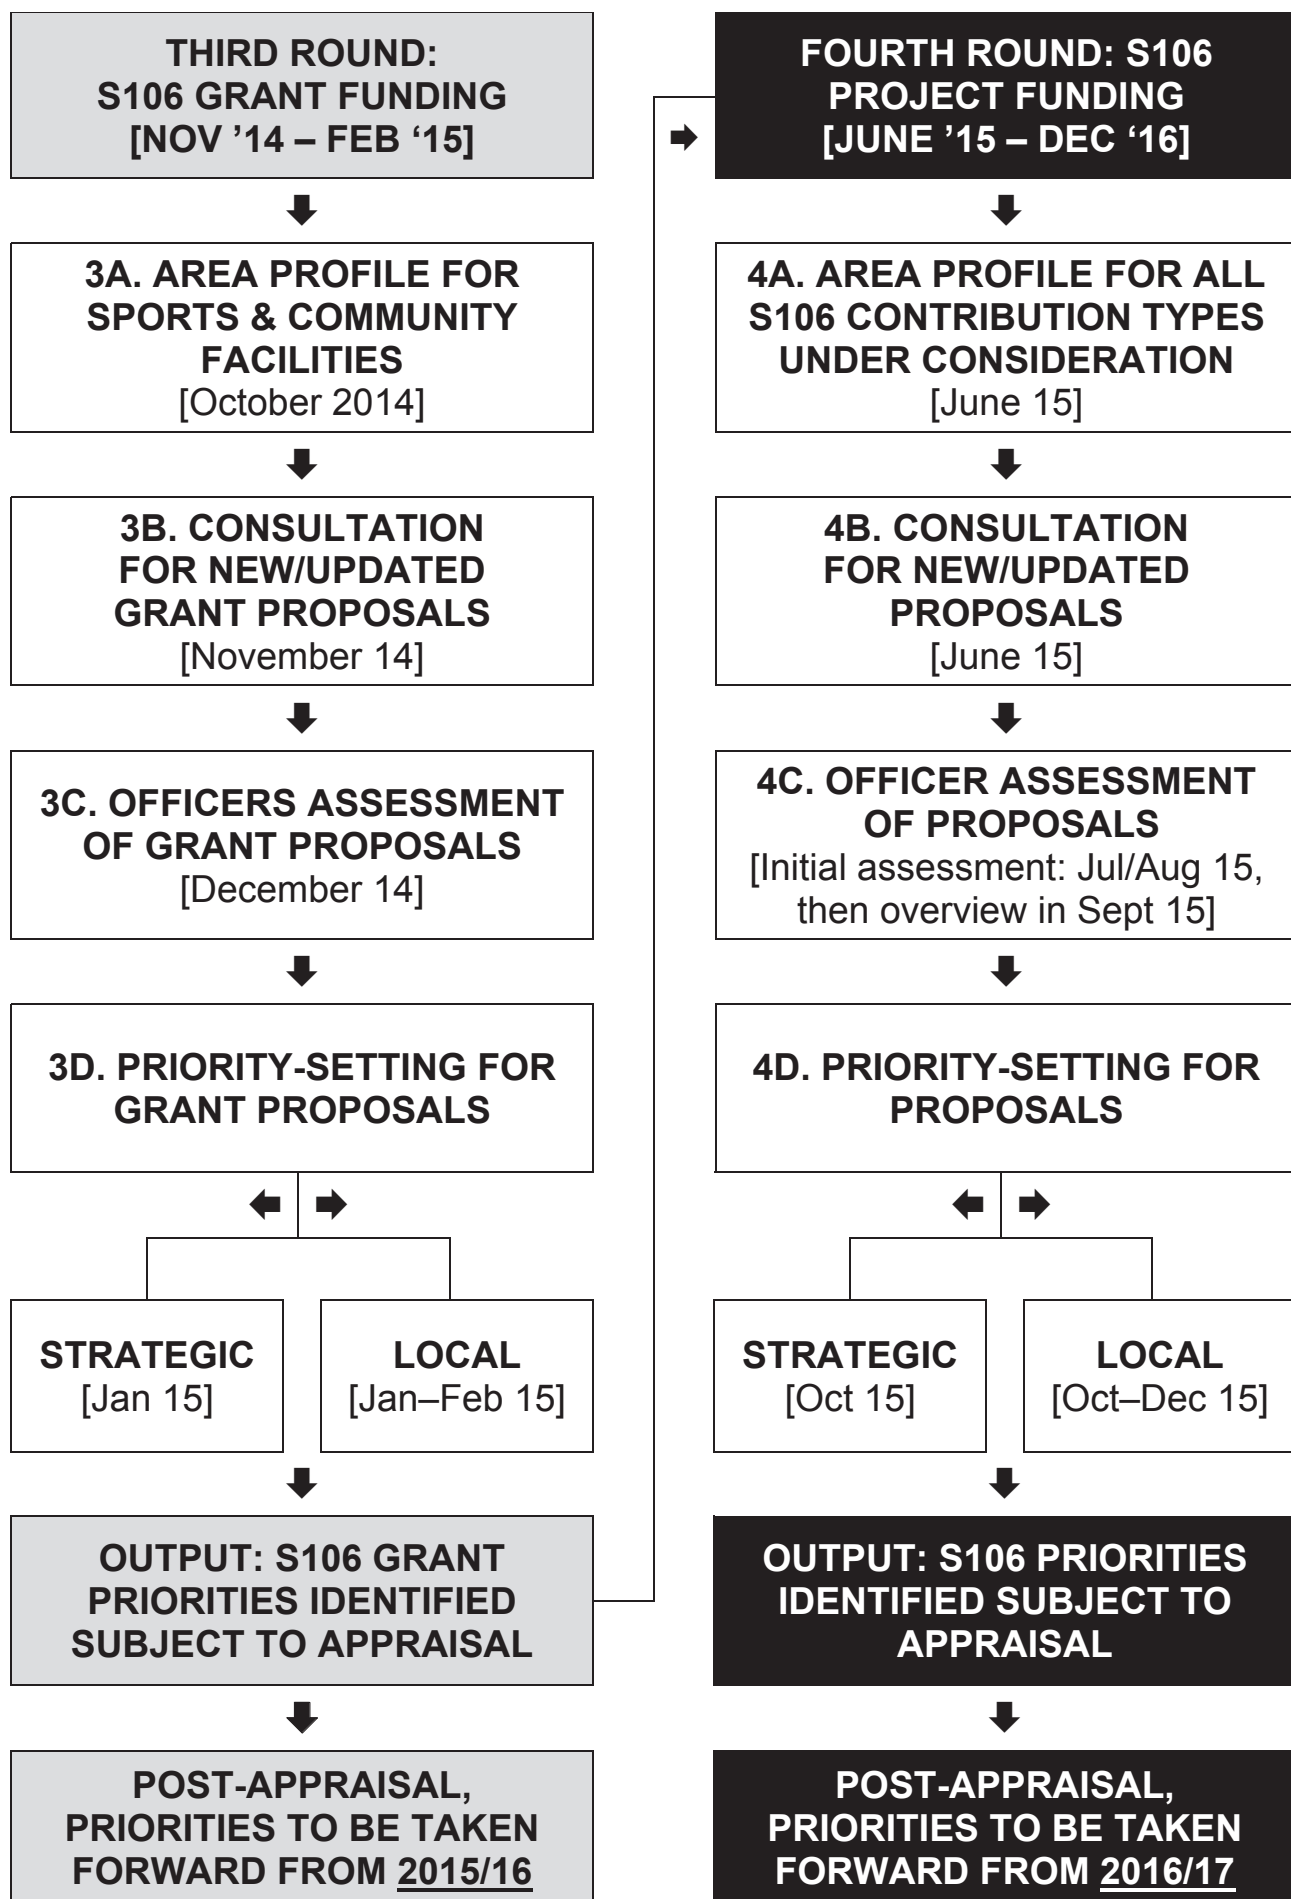 THIRD ROUND:
S106 GRANT FUNDING
[NOV ’14 – FEB ‘15]
3A. AREA PROFILE FOR
SPORTS & COMMUNITY
FACILITIES
[October 2014]
3B. CONSULTATION
FOR NEW/UPDATED
GRANT PROPOSALS
[November 14]
3C. OFFICERS ASSESSMENT
OF GRANT PROPOSALS
[December 14]
3D. PRIORITY-SETTING FOR
GRANT PROPOSALS
STRATEGIC
[Jan 15]
LOCAL
[Jan–Feb 15]
OUTPUT: S106 GRANT
PRIORITIES IDENTIFIED
SUBJECT TO APPRAISAL
POST-APPRAISAL,
PRIORITIES TO BE TAKEN
FORWARD FROM 2015/16
FOURTH ROUND: S106
PROJECT FUNDING
[JUNE ’15 – DEC ‘16]
4A. AREA PROFILE FOR ALL
S106 CONTRIBUTION TYPES
UNDER CONSIDERATION
[June 15]
4B. CONSULTATION
FOR NEW/UPDATED
PROPOSALS
[June 15]
4C. OFFICER ASSESSMENT
OF PROPOSALS
[Initial assessment: Jul/Aug 15,
then overview in Sept 15]
4D. PRIORITY-SETTING FOR
PROPOSALS
STRATEGIC
[Oct 15]
LOCAL
[Oct–Dec 15]
OUTPUT: S106 PRIORITIES
IDENTIFIED SUBJECT TO
APPRAISAL
POST-APPRAISAL,
PRIORITIES TO BE TAKEN
FORWARD FROM 2016/17